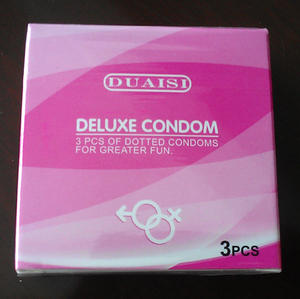 DUAISI
DELUXE CONDOM
3 PCS OF DOTTED CONDOMS
FOR GREATER FUN.
3PCS